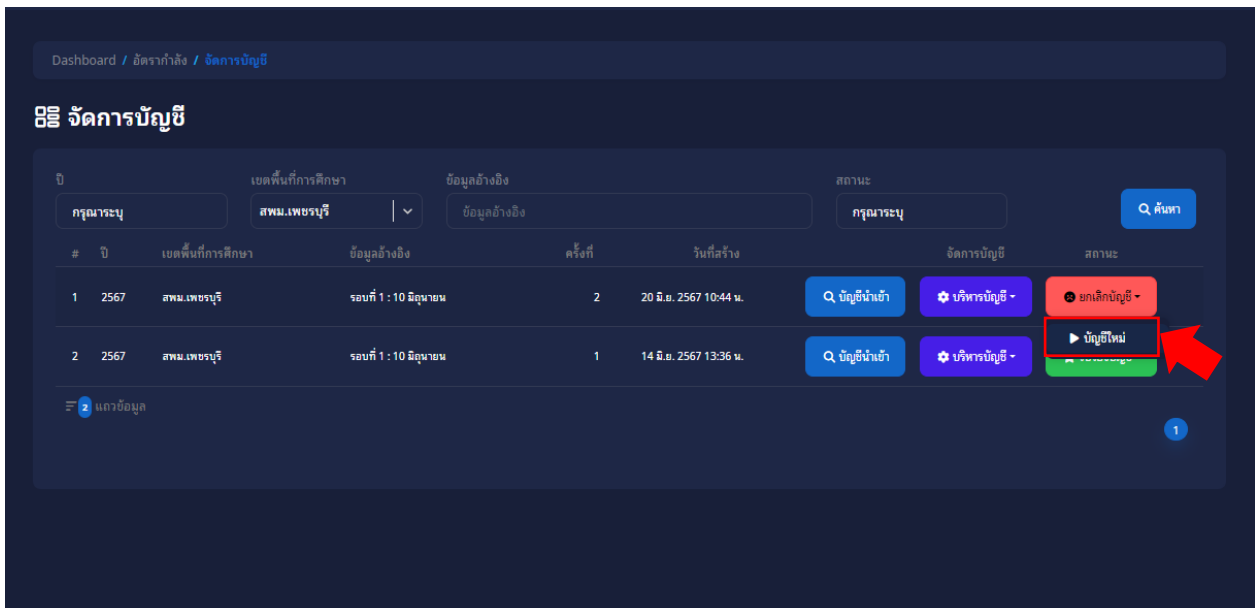 Dashboard / อัตรากำลัง / จัดการบัญชี
จัดการบัญชี
ปี เขตพื้นที่การศึกษา ข้อมูลอ้างอิง สถานะ
กรุณาระบุ สพม.เพชรบุรี ข้อมูลอ้างอิง กรุณาระบุ ค้นหา
# ปี เขตพื้นที่การศึกษา ข้อมูลอ้างอิง ครั้งที่ วันที่สร้าง จัดการบัญชี สถานะ
1 2567 สพม.เพชรบุรี รอบที่ 1 : 10 มิถุนายน 2 20 มิ.ย. 2567 10:44 น. บัญชีนำเข้า บริหารบัญชี ยกเลิกบัญชี
บัญชีใหม่
2 2567 สพม.เพชรบุรี รอบที่ 1 : 10 มิถุนายน 1 14 มิ.ย. 2567 13:36 น. บัญชีนำเข้า บริหารบัญชี
2 แถวข้อมูล
1